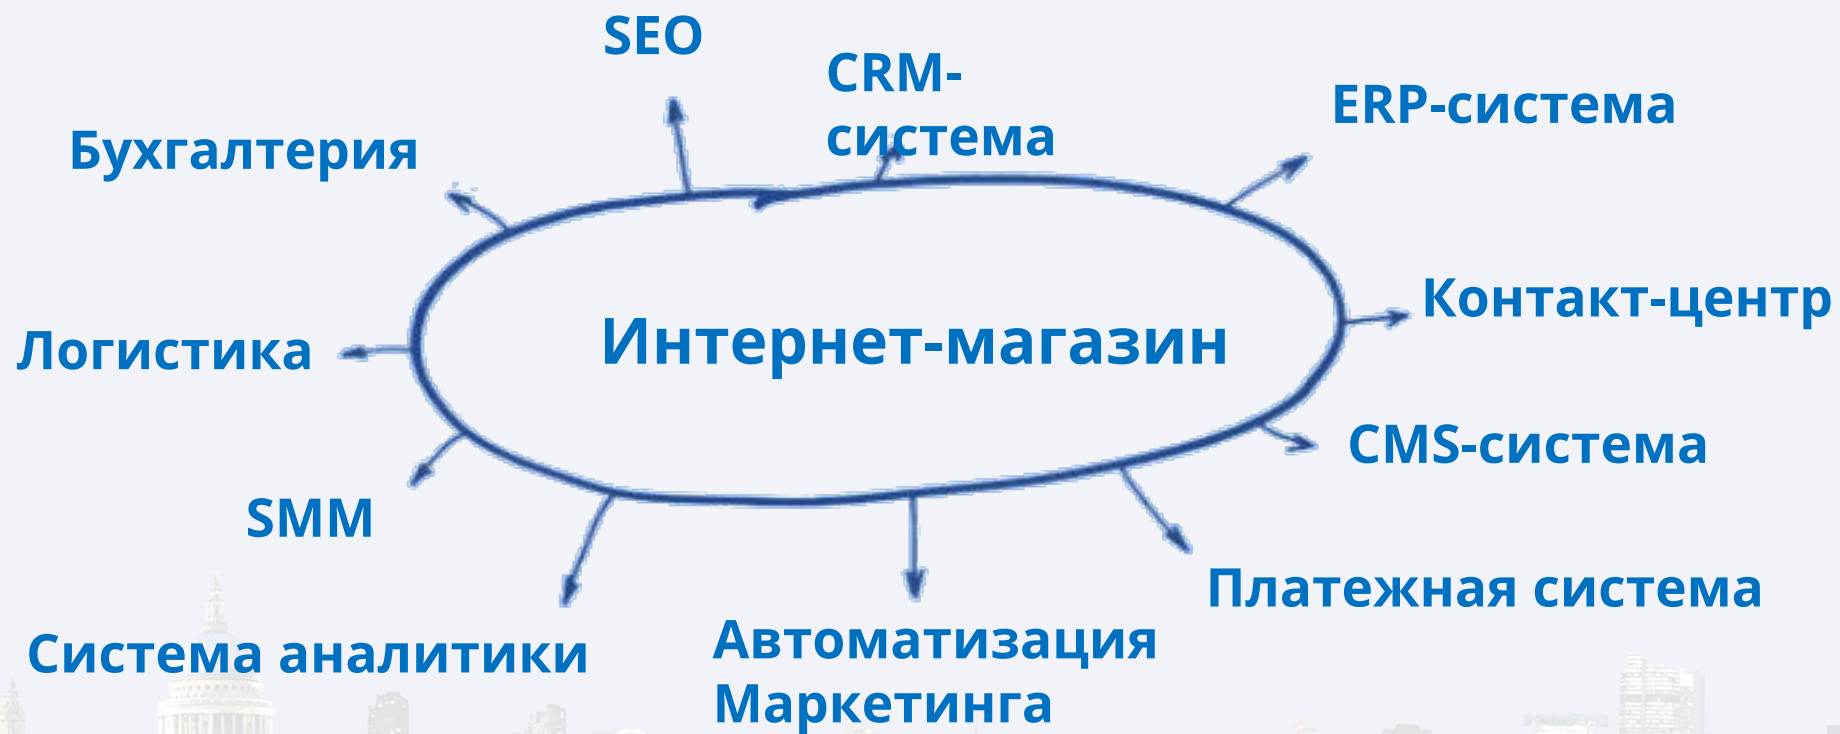 SEO
CRM-
система
ERP-система
Бухгалтерия
Контакт-центр
Интернет-магазин
Логистика
CMS-система
SMM
Платежная система
Система аналитики
Автоматизация
Маркетинга